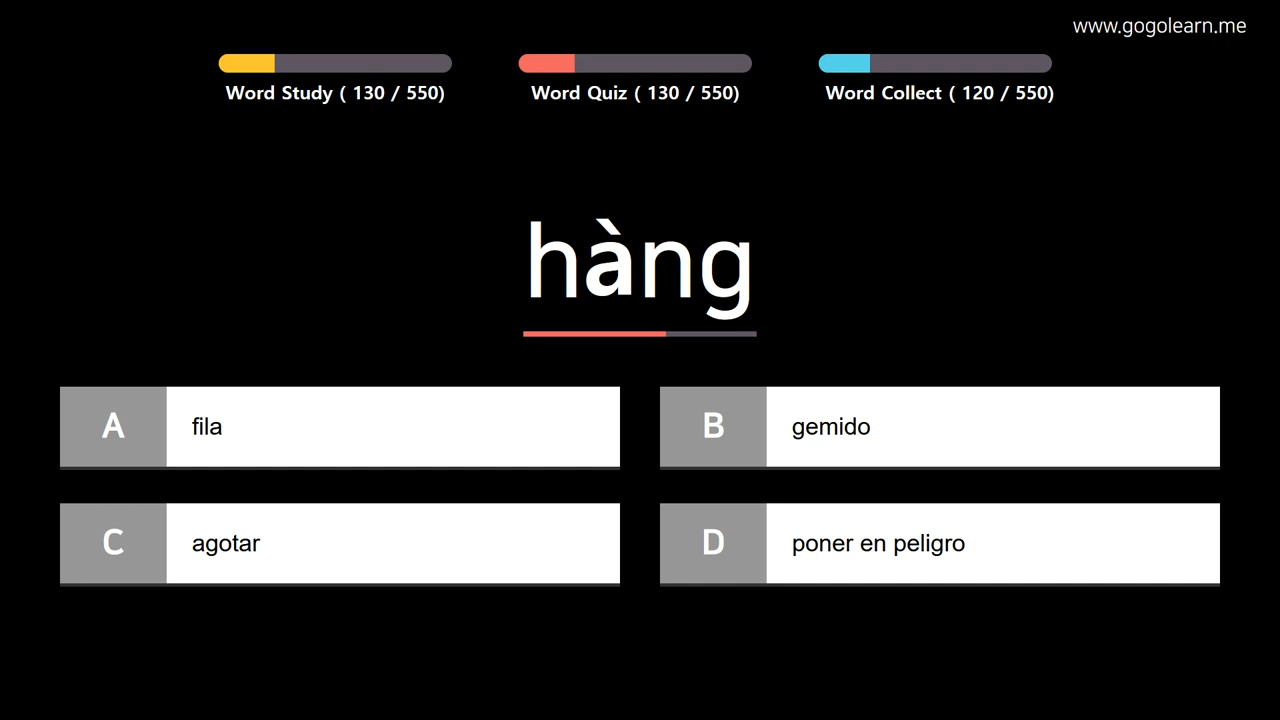 www.gogolearn.me
Word Study ( 130 / 550)
Word Quiz ( 130 / 550)
Word Collect ( 120 / 550)
hàng
A fila
B gemido
C agotar
D poner en peligro